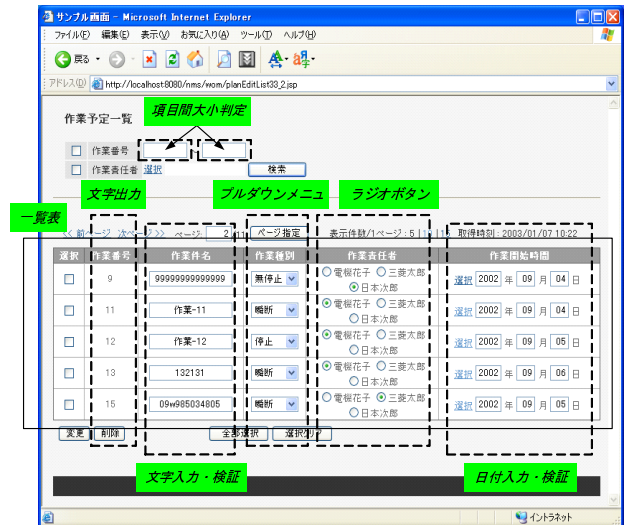 サンプル画面 - Microsoft Internet Explorer
ファイル(F) 編集(E) 表示(V) お気に入り(A) ツール(T) ヘルプ(H)
戻る
アドレス(D) http://localhost:8080/nms/wom/planEditList33_2.jsp
作業予定一覧
項目間大小判定
作業番号 ~
作業責任者 選択 検索
文字出力 プルダウンメニュ ラジオボタン
一覧表
<< 前ページ 次ページ >> ページ: 2 /11 ページ指定 表示件数/1ページ : 5 |10 |15 取得時刻 : 2003/01/07 10:22
選択 作業番号 作業件名 作業種別 作業責任者 作業開始時間
9 99999999999999 無停止 電桜花子 三菱太郎 日本次郎 選択 2002 年 09 月 04 日
11 作業-11 瞬断 電桜花子 三菱太郎 日本次郎 選択 2002 年 09 月 04 日
12 作業-12 停止 電桜花子 三菱太郎 日本次郎 選択 2002 年 09 月 05 日
13 132131 瞬断 電桜花子 三菱太郎 日本次郎 選択 2002 年 09 月 06 日
15 09w985034805 瞬断 電桜花子 三菱太郎 日本次郎 選択 2002 年 09 月 05 日
変更 削除 全部選択 選択クリア
文字入力・検証 日付入力・検証
イントラネット